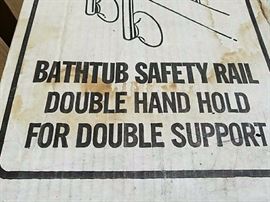 BATHTUB SAFETY RAIL
DOUBLE HAND HOLD
FOR DOUBLE SUPPORT